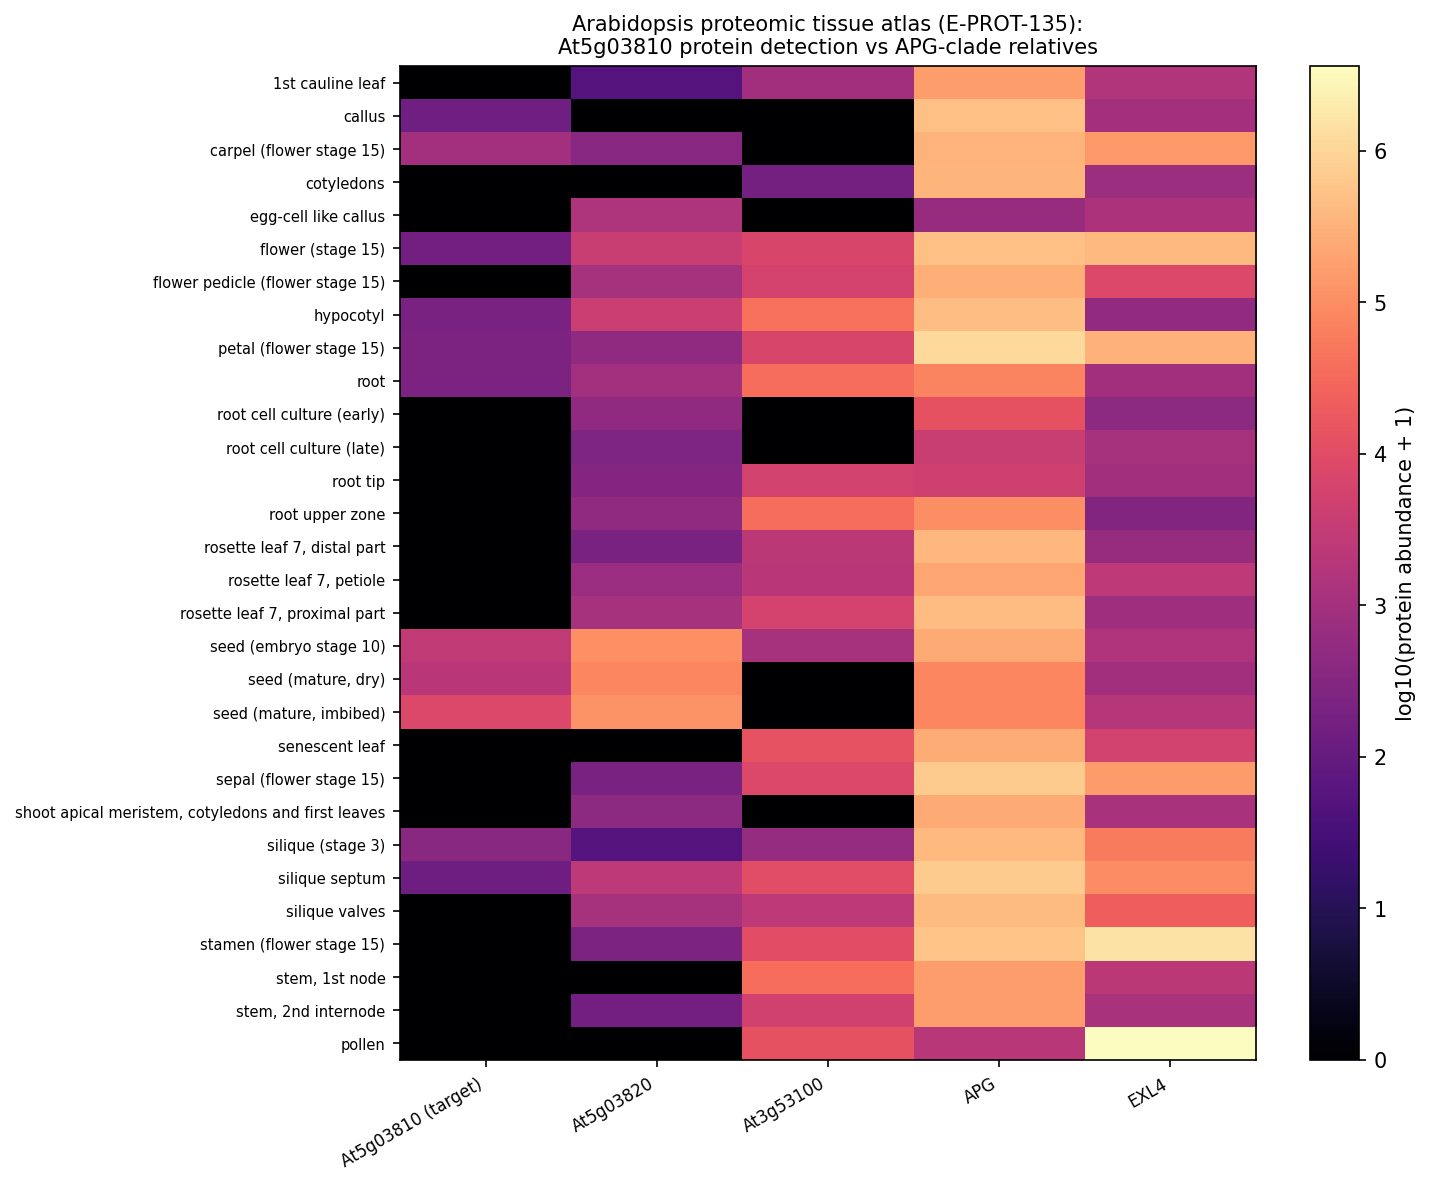 Arabidopsis proteomic tissue atlas (E-PROT-135):
At5g03810 protein detection vs APG-clade relatives
1st cauline leaf
callus
carpel (flower stage 15)
cotyledons
egg-cell like callus
flower (stage 15)
flower pedicle (flower stage 15)
hypocotyl
petal (flower stage 15)
root
root cell culture (early)
root cell culture (late)
root tip
root upper zone
rosette leaf 7, distal part
rosette leaf 7, petiole
rosette leaf 7, proximal part
seed (embryo stage 10)
seed (mature, dry)
seed (mature, imbibed)
senescent leaf
sepal (flower stage 15)
shoot apical meristem, cotyledons and first leaves
silique (stage 3)
silique septum
silique valves
stamen (flower stage 15)
stem, 1st node
stem, 2nd internode
pollen
At5g03810 (target)
At5g03820
At3g53100
APG
EXL4
6
5
4
3
2
1
0
log10(protein abundance + 1)